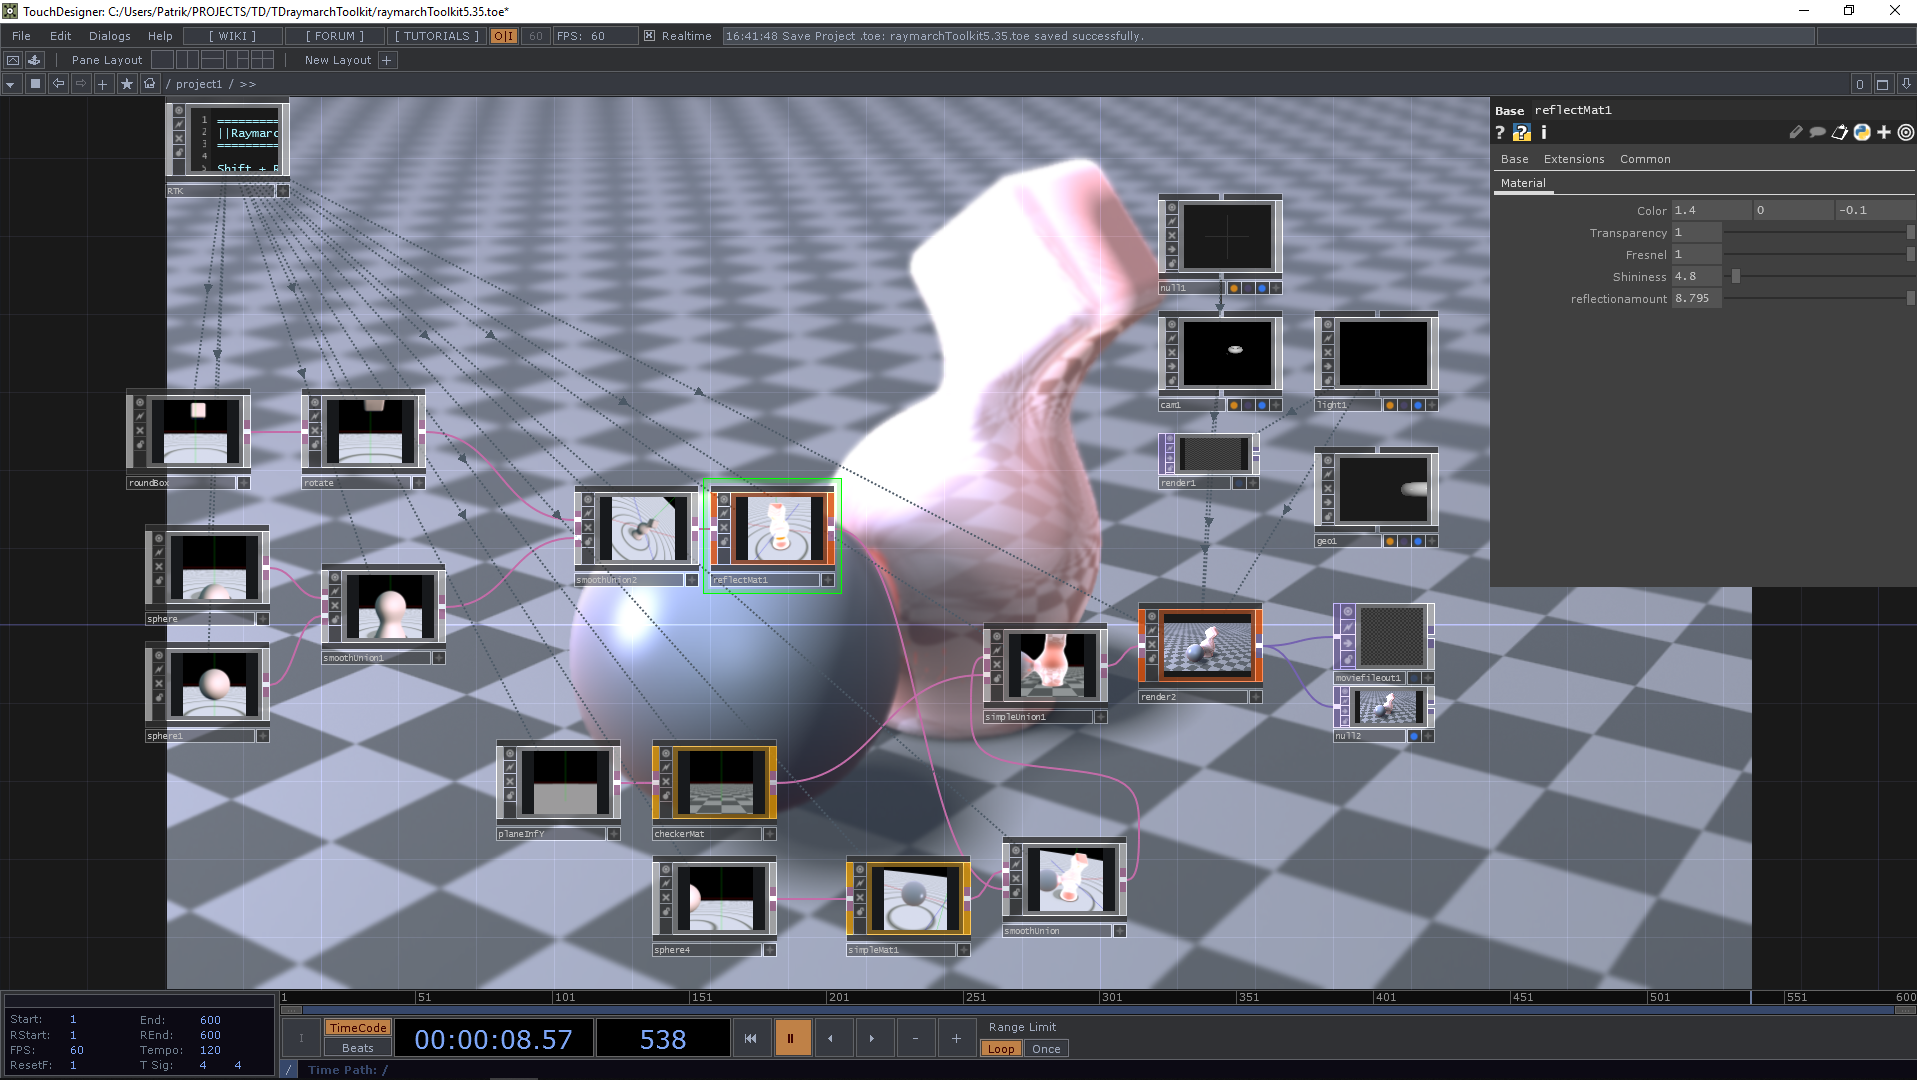 TouchDesigner: C:/Users/Patrik/PROJECTS/TD/TDraymarchToolkit/raymarchToolkit5.35.toe*
File Edit Dialogs Help [ WIKI ] [ FORUM ] [ TUTORIALS ] O|I 60 FPS: 60 Realtime 16:41:48 Save Project .toe: raymarchToolkit5.35.toe saved successfully.
Pane Layout New Layout +
/ project1 / >> 0
Base reflectMat1
? ? i
Base Extensions Common
Material
Color 1.4 0 -0.1
Transparency 1
Fresnel 1
Shininess 4.8
reflectionamount 8.795
1 ==========
2 ||Raymarc
3 ==========
4
5 Shift + R
RTK
null1
cam1
light1
render1
geo1
roundBox
rotate
smoothUnion2
reflectMat1
sphere
smoothUnion1
sphere1
simpleUnion1
render2
moviefileout1
null2
planeInfY
checkerMat
sphere4
simpleMat1
smoothUnion
1 51 101 151 201 251 301 351 401 451 501 551 600
Start: 1 End: 600
RStart: 1 REnd: 600
FPS: 60 Tempo: 120
ResetF: 1 T Sig: 4 4
I TimeCode Beats 00:00:08.57 538 - +
Range Limit
Loop Once
/ Time Path: /